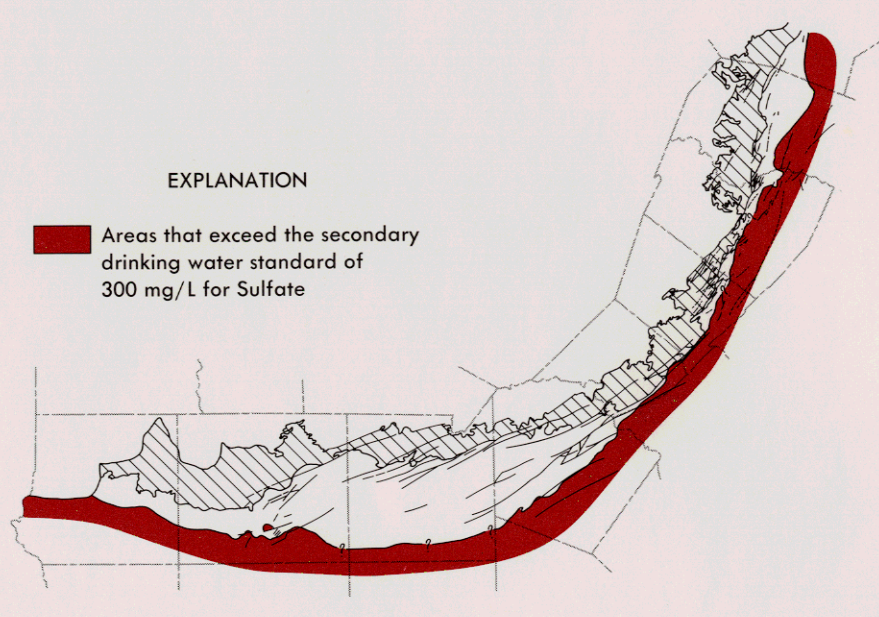 EXPLANATION
Areas that exceed the secondary
drinking water standard of
300 mg/L for Sulfate
?
?
?